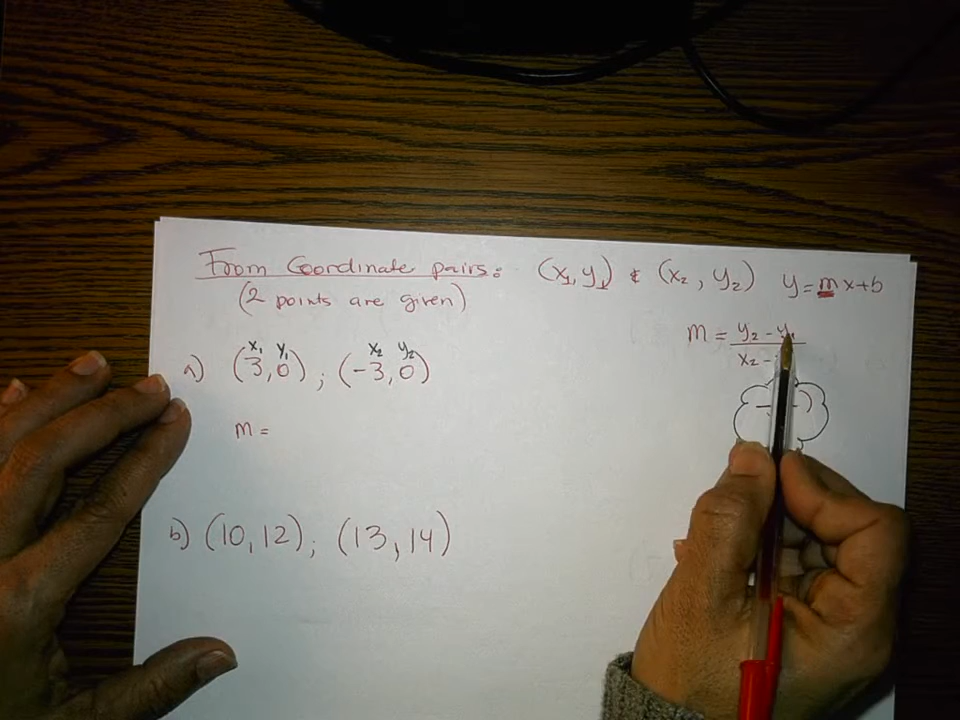 From Coordinate pairs: (x₁, y₁) & (x₂, y₂) y = mx+b
(2 points are given)
m = y₂ - y₁
x₂ -
x₁ y₁ x₂ y₂
a) (3,0) ; (-3,0)
m =
b) (10,12); (13,14)